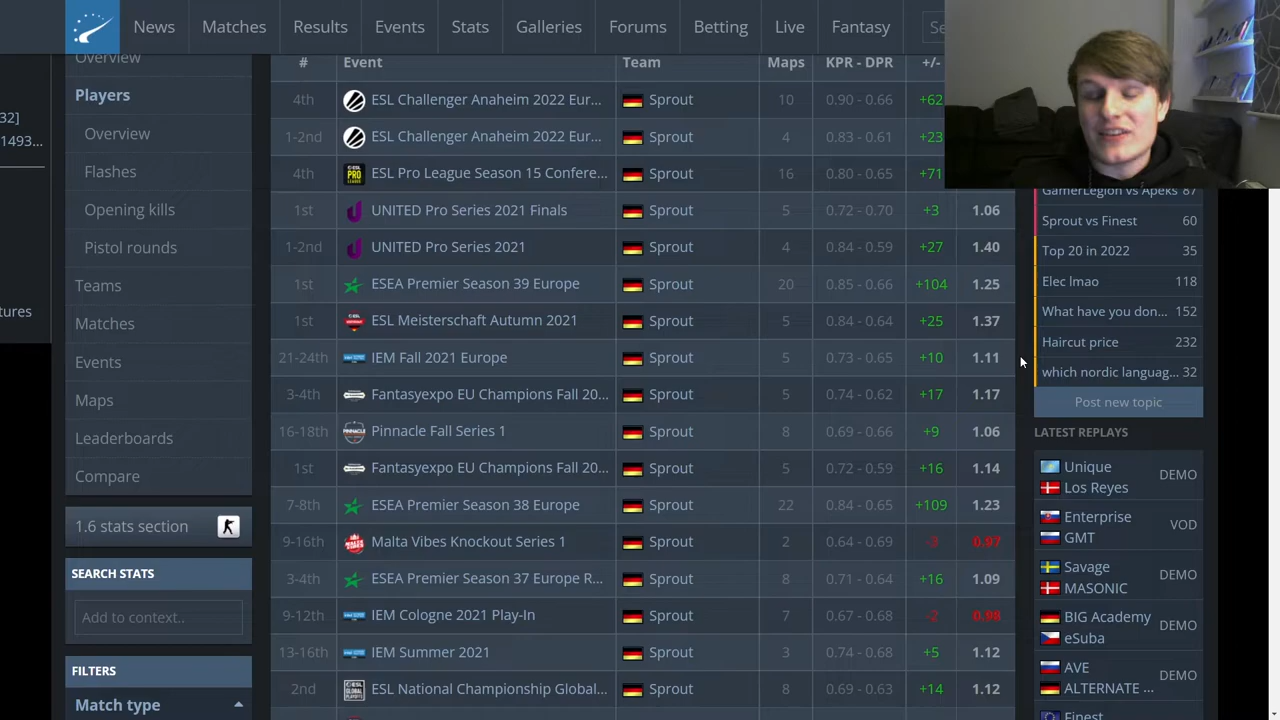 News Matches Results Events Stats Galleries Forums Betting Live Fantasy Se
32]
1493...
tures
Overview
Players
Overview
Flashes
Opening kills
Pistol rounds
Teams
Matches
Events
Maps
Leaderboards
Compare
1.6 stats section
SEARCH STATS
Add to context..
FILTERS
Match type
# Event Team Maps KPR - DPR +/-
4th ESL Challenger Anaheim 2022 Eur... Sprout 10 0.90 - 0.66 +62
1-2nd ESL Challenger Anaheim 2022 Eur... Sprout 4 0.83 - 0.61 +23
4th ESL Pro League Season 15 Confere... Sprout 18 0.80 - 0.65 +71
1st UNITED Pro Series 2021 Finals Sprout 5 0.72 - 0.70 +3 1.06
1-2nd UNITED Pro Series 2021 Sprout 4 0.84 - 0.59 +27 1.40
1st ESEA Premier Season 39 Europe Sprout 20 0.85 - 0.66 +104 1.25
1st ESL Meisterschaft Autumn 2021 Sprout 5 0.84 - 0.64 +25 1.37
21-24th IEM Fall 2021 Europe Sprout 5 0.73 - 0.65 +10 1.11
3-4th Fantasyexpo EU Champions Fall 20... Sprout 5 0.74 - 0.62 +17 1.17
16-18th Pinnacle Fall Series 1 Sprout 8 0.69 - 0.66 +9 1.06
1st Fantasyexpo EU Champions Fall 20... Sprout 5 0.72 - 0.59 +16 1.14
7-8th ESEA Premier Season 38 Europe Sprout 22 0.84 - 0.65 +109 1.23
9-16th Malta Vibes Knockout Series 1 Sprout 2 0.64 - 0.69 -3 0.97
3-4th ESEA Premier Season 37 Europe R... Sprout 8 0.71 - 0.64 +16 1.09
9-12th IEM Cologne 2021 Play-In Sprout 7 0.67 - 0.68 -2 0.98
13-16th IEM Summer 2021 Sprout 3 0.74 - 0.68 +5 1.12
2nd ESL National Championship Global... Sprout 8 0.69 - 0.63 +14 1.12
GamerLegion vs Apeks 87
Sprout vs Finest 60
Top 20 in 2022 35
Elec lmao 118
What have you don... 152
Haircut price 232
which nordic languag... 32
Post new topic
LATEST REPLAYS
Unique
Los Reyes
DEMO
Enterprise
GMT
VOD
Savage
MASONIC
DEMO
BIG Academy
eSuba
DEMO
AVE
ALTERNATE ...
DEMO
Finest